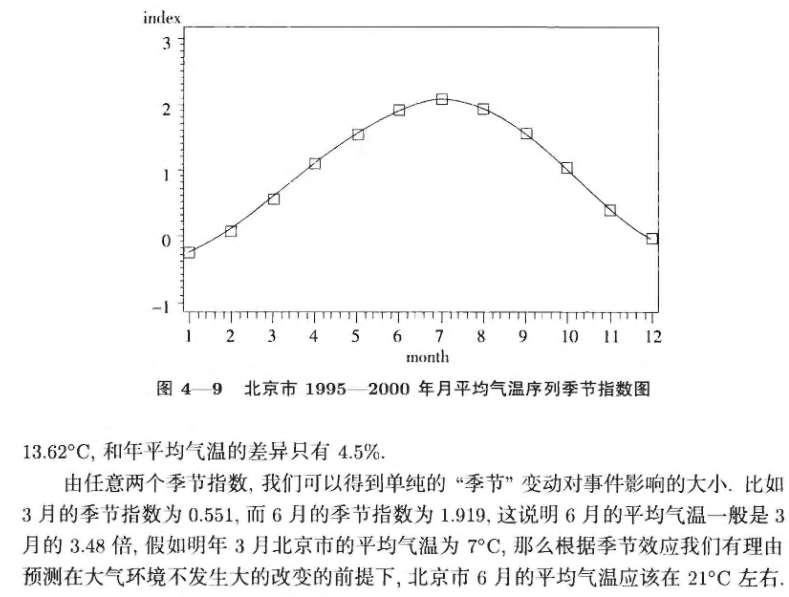 index
3
2
1
0
−1
1 2 3 4 5 6 7 8 9 10 11 12
month
图 4—9 北京市 1995—2000 年月平均气温序列季节指数图
13.62°C, 和年平均气温的差异只有 4.5%.
由任意两个季节指数, 我们可以得到单纯的 “季节” 变动对事件影响的大小. 比如
3 月的季节指数为 0.551, 而 6 月的季节指数为 1.919, 这说明 6 月的平均气温一般是 3
月的 3.48 倍, 假如明年 3 月北京市的平均气温为 7°C, 那么根据季节效应我们有理由
预测在大气环境不发生大的改变的前提下, 北京市 6 月的平均气温应该在 21°C 左右.